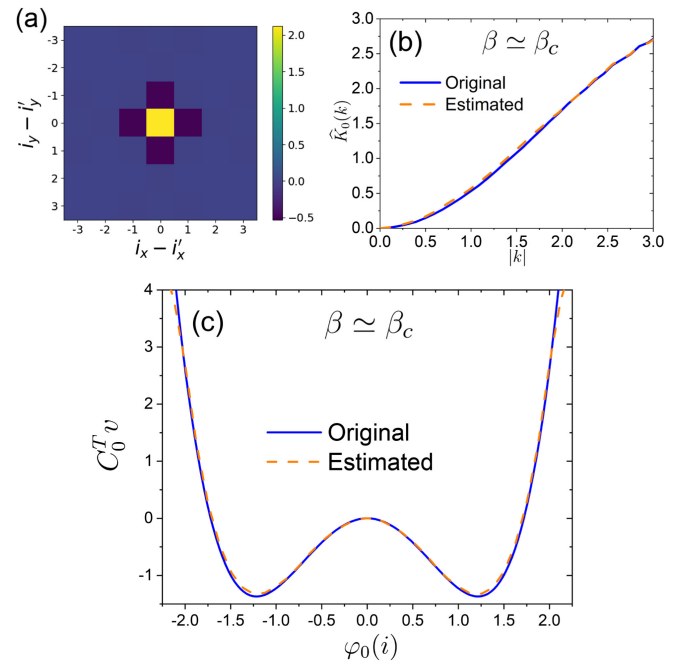 (a)
-3
-2
-1
0
1
2
3
i_y − i′_y
-3 -2 -1 0 1 2 3
i_x − i′_x
2.0
1.5
1.0
0.5
0.0
−0.5
(b)
β ≃ β_c
Original
Estimated
3.0
2.5
2.0
1.5
1.0
0.5
0.0
K̂_0(k)
0.0 0.5 1.0 1.5 2.0 2.5 3.0
|k|
(c)
β ≃ β_c
Original
Estimated
4
3
2
1
0
-1
C_0^T v
-2.0 -1.5 -1.0 -0.5 0.0 0.5 1.0 1.5 2.0
φ_0(i)